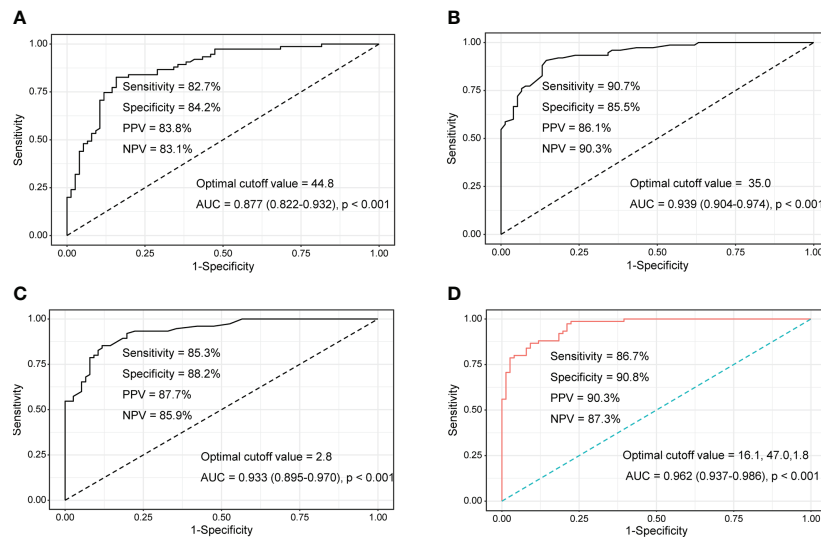 A
1.00
0.75
0.50
0.25
0.00
Sensitivity
Sensitivity = 82.7%
Specificity = 84.2%
PPV = 83.8%
NPV = 83.1%
Optimal cutoff value = 44.8
AUC = 0.877 (0.822-0.932), p < 0.001
0.00 0.25 0.50 0.75 1.00
1-Specificity
B
1.00
0.75
0.50
0.25
0.00
Sensitivity
Sensitivity = 90.7%
Specificity = 85.5%
PPV = 86.1%
NPV = 90.3%
Optimal cutoff value = 35.0
AUC = 0.939 (0.904-0.974), p < 0.001
0.00 0.25 0.50 0.75 1.00
1-Specificity
C
1.00
0.75
0.50
0.25
0.00
Sensitivity
Sensitivity = 85.3%
Specificity = 88.2%
PPV = 87.7%
NPV = 85.9%
Optimal cutoff value = 2.8
AUC = 0.933 (0.895-0.970), p < 0.001
0.00 0.25 0.50 0.75 1.00
1-Specificity
D
1.00
0.75
0.50
0.25
0.00
Sensitivity
Sensitivity = 86.7%
Specificity = 90.8%
PPV = 90.3%
NPV = 87.3%
Optimal cutoff value = 16.1, 47.0,1.8
AUC = 0.962 (0.937-0.986), p < 0.001
0.00 0.25 0.50 0.75 1.00
1-Specificity